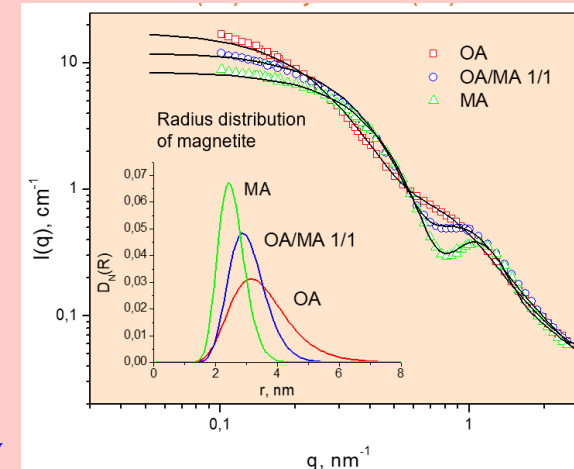 10
1
0,1
I(q), cm⁻¹
OA
OA/MA 1/1
MA
Radius distribution
of magnetite
0,07
0,06
0,05
0,04
0,03
0,02
0,01
0,00
D_N(R)
MA
OA/MA 1/1
OA
0 2 4 6 8
r, nm
0,1 1
q, nm⁻¹